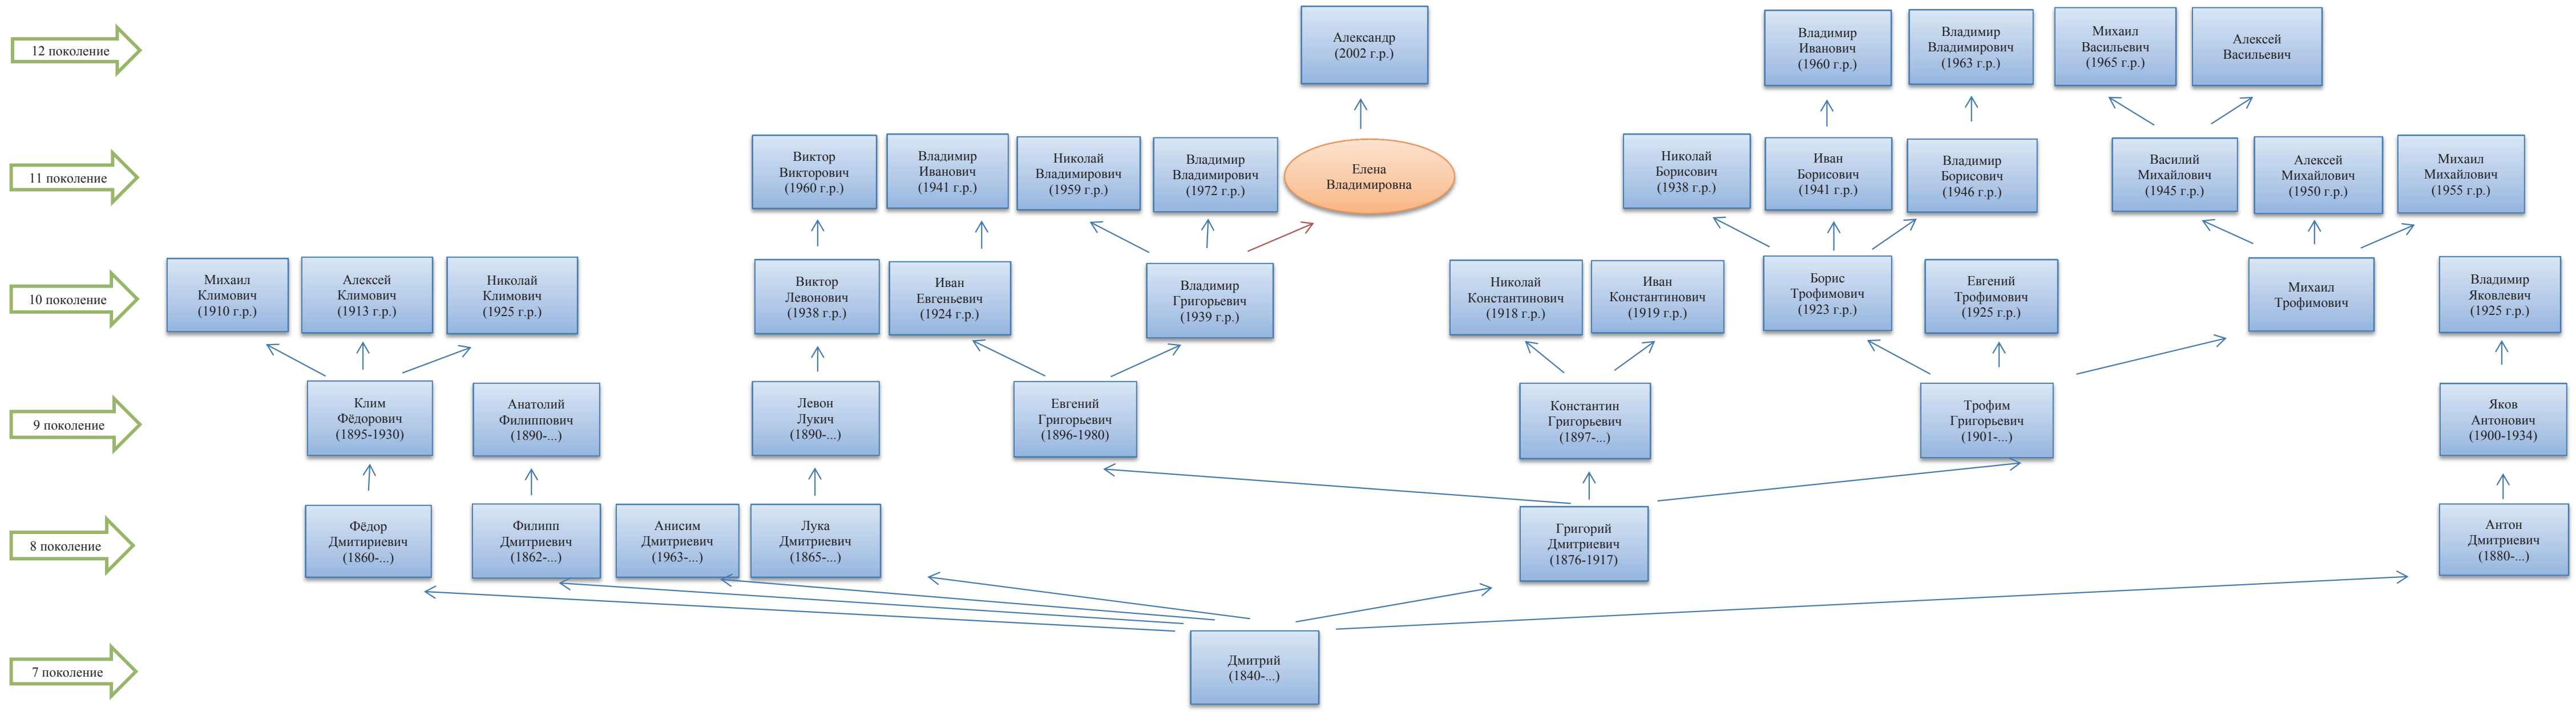 12 поколение
Александр
(2002 г.р.)
Владимир
Иванович
(1960 г.р.)
Владимир
Владимирович
(1963 г.р.)
Михаил
Васильевич
(1965 г.р.)
Алексей
Васильевич
11 поколение
Виктор
Викторович
(1960 г.р.)
Владимир
Иванович
(1941 г.р.)
Николай
Владимирович
(1959 г.р.)
Владимир
Владимирович
(1972 г.р.)
Елена
Владимировна
Николай
Борисович
(1938 г.р.)
Иван
Борисович
(1941 г.р.)
Владимир
Борисович
(1946 г.р.)
Василий
Михайлович
(1945 г.р.)
Алексей
Михайлович
(1950 г.р.)
Михаил
Михайлович
(1955 г.р.)
10 поколение
Михаил
Климович
(1910 г.р.)
Алексей
Климович
(1913 г.р.)
Николай
Климович
(1925 г.р.)
Виктор
Левонович
(1938 г.р.)
Иван
Евгеньевич
(1924 г.р.)
Владимир
Григорьевич
(1939 г.р.)
Николай
Константинович
(1918 г.р.)
Иван
Константинович
(1919 г.р.)
Борис
Трофимович
(1923 г.р.)
Евгений
Трофимович
(1925 г.р.)
Михаил
Трофимович
Владимир
Яковлевич
(1925 г.р.)
9 поколение
Клим
Фёдорович
(1895-1930)
Анатолий
Филиппович
(1890-...)
Левон
Лукич
(1890-...)
Евгений
Григорьевич
(1896-1980)
Константин
Григорьевич
(1897-...)
Трофим
Григорьевич
(1901-...)
Яков
Антонович
(1900-1934)
8 поколение
Фёдор
Дмитириевич
(1860-...)
Филипп
Дмитриевич
(1862-...)
Анисим
Дмитриевич
(1963-...)
Лука
Дмитриевич
(1865-...)
Григорий
Дмитриевич
(1876-1917)
Антон
Дмитриевич
(1880-...)
7 поколение
Дмитрий
(1840-...)